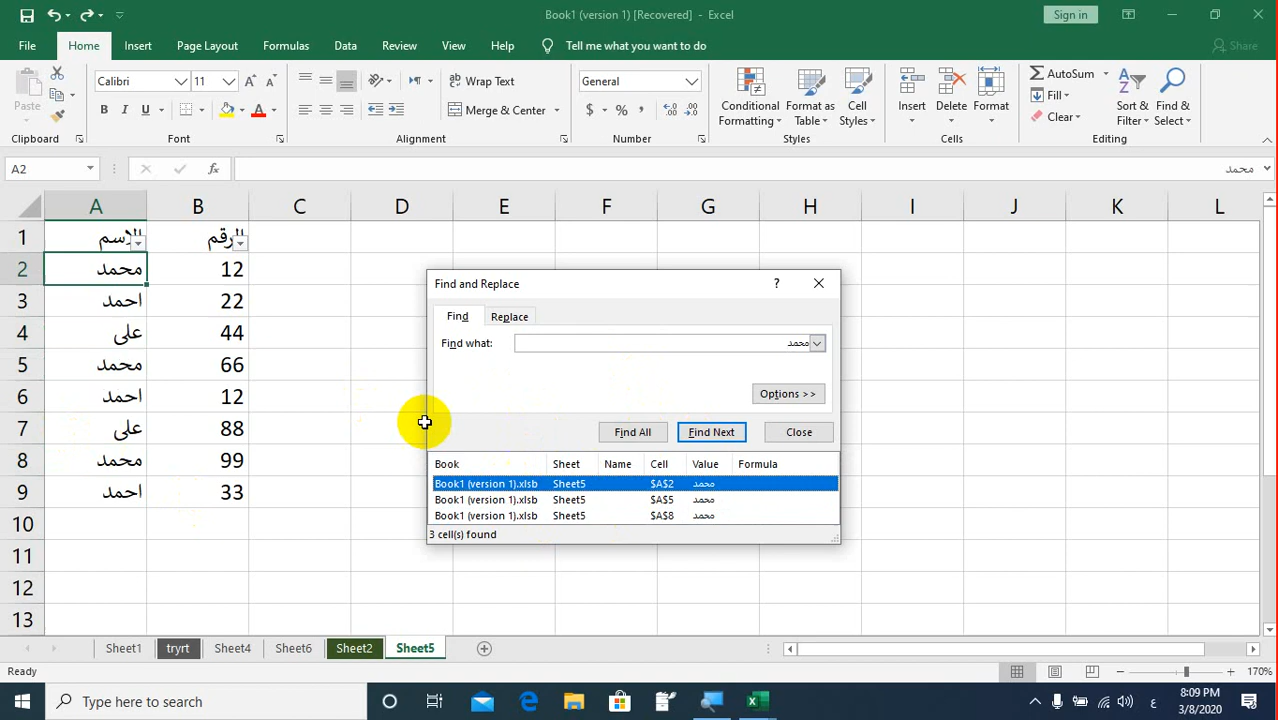 Book1 (version 1) [Recovered] - Excel
Sign in
File Home Insert Page Layout Formulas Data Review View Help Tell me what you want to do Share
Paste
Clipboard
Calibri 11
B I U
A
Font
Wrap Text
Merge & Center
Alignment
General
$ % ,
Number
Conditional Formatting
Format as Table
Cell Styles
Styles
Insert
Delete
Format
Cells
AutoSum
Fill
Clear
Sort & Filter
Find & Select
Editing
A2
fx
محمد
A B C D E F G H I J K L
1 الاسم الرقم
2 محمد 12
3 احمد 22
4 على 44
5 محمد 66
6 احمد 12
7 على 88
8 محمد 99
9 احمد 33
10
11
12
13
Find and Replace
?
Find Replace
Find what: محمد
Options >>
Find All Find Next Close
Book Sheet Name Cell Value Formula
Book1 (version 1).xlsb Sheet5 $A$2 محمد
Book1 (version 1).xlsb Sheet5 $A$5 محمد
Book1 (version 1).xlsb Sheet5 $A$8 محمد
3 cell(s) found
Sheet1 tryrt Sheet4 Sheet6 Sheet2 Sheet5
Ready
170%
Type here to search
ع
8:09 PM
3/8/2020